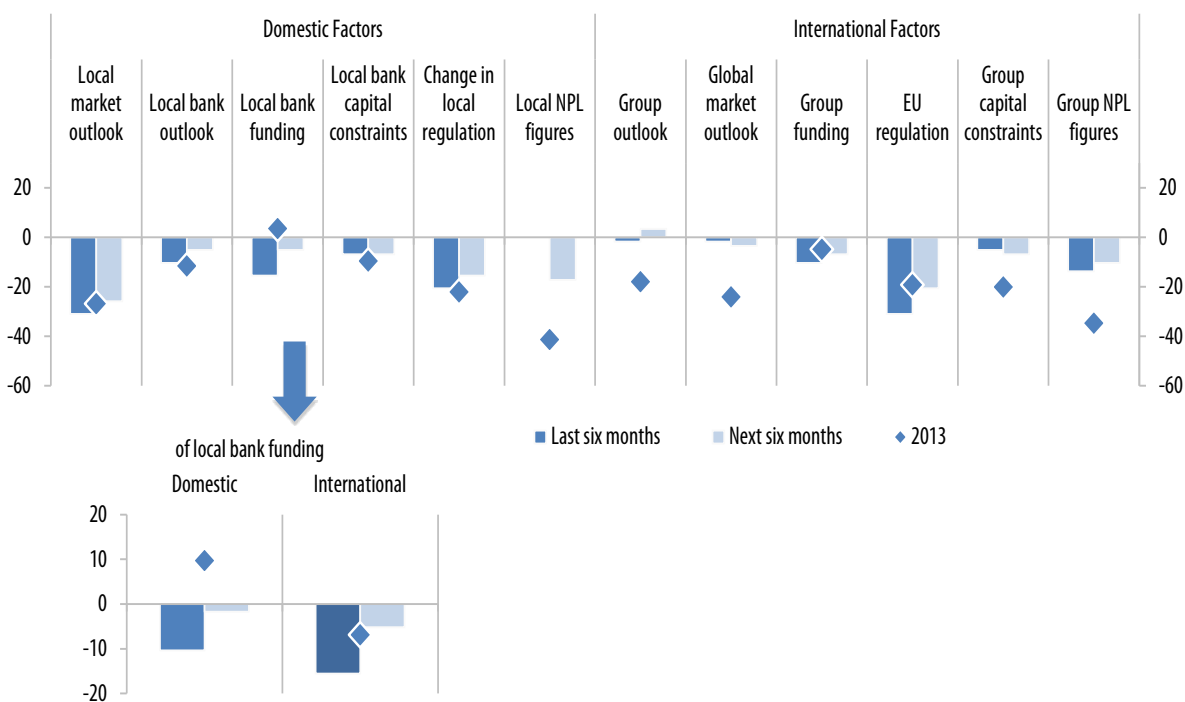 Domestic Factors
International Factors
Local
market
outlook
Local bank
outlook
Local bank
funding
Local bank
capital
constraints
Change in
local
regulation
Local NPL
figures
Group
outlook
Global
market
outlook
Group
funding
EU
regulation
Group
capital
constraints
Group NPL
figures
20
0
-20
-40
-60
20
0
-20
-40
-60
Last six months
Next six months
2013
of local bank funding
Domestic
International
20
10
0
-10
-20